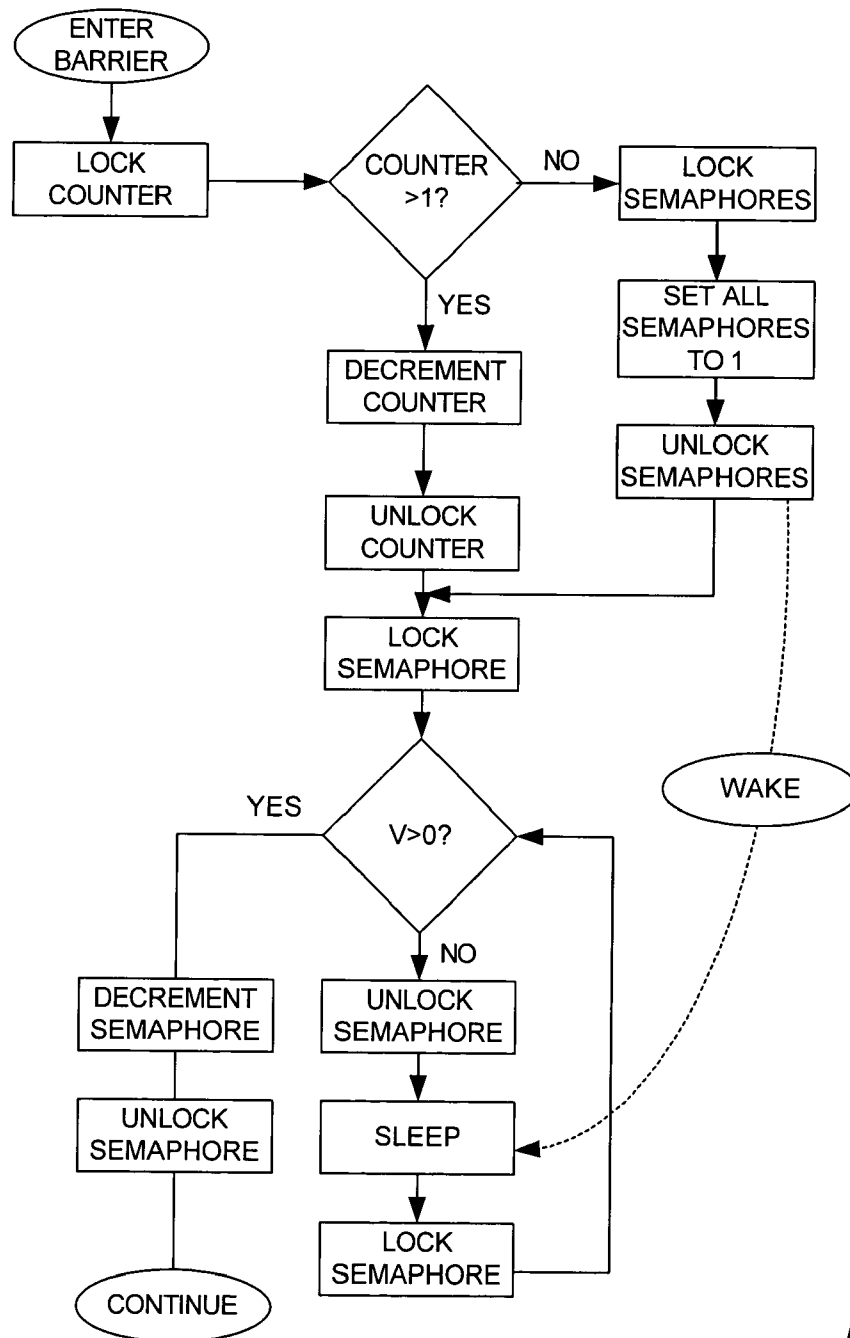 ENTER
BARRIER
LOCK
COUNTER
COUNTER
>1?
NO
LOCK
SEMAPHORES
SET ALL
SEMAPHORES
TO 1
UNLOCK
SEMAPHORES
YES
DECREMENT
COUNTER
UNLOCK
COUNTER
LOCK
SEMAPHORE
WAKE
V>0?
YES
NO
DECREMENT
SEMAPHORE
UNLOCK
SEMAPHORE
CONTINUE
UNLOCK
SEMAPHORE
SLEEP
LOCK
SEMAPHORE